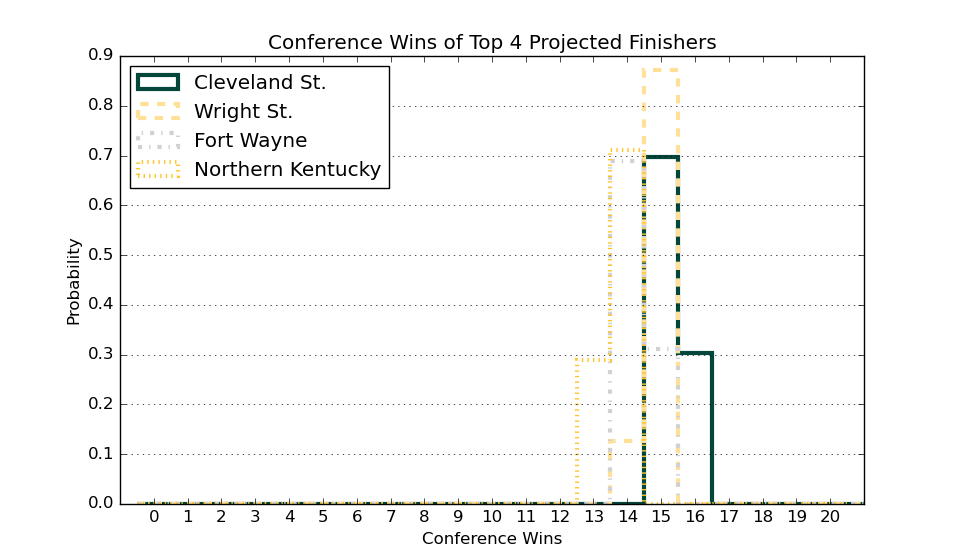 Conference Wins of Top 4 Projected Finishers
0.9
0.8
0.7
0.6
0.5
0.4
0.3
0.2
0.1
0.0
Probability
Cleveland St.
Wright St.
Fort Wayne
Northern Kentucky
0 1 2 3 4 5 6 7 8 9 10 11 12 13 14 15 16 17 18 19 20
Conference Wins